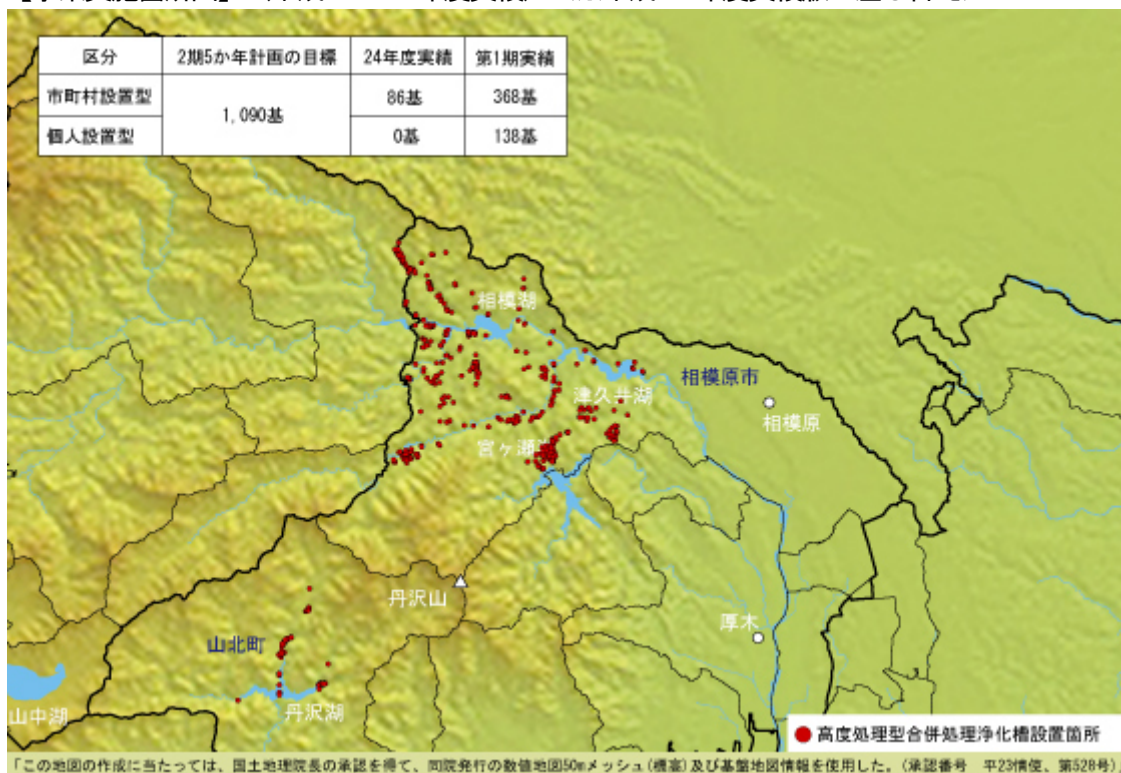 区分 2期5か年計画の目標 24年度実績 第1期実績
市町村設置型 1,090基 86基 368基
個人設置型 0基 138基
相模湖
相模原市
津久井湖
相模原
宮ヶ瀬
丹沢山
厚木
山北町
山中湖
丹沢湖
高度処理型合併処理浄化槽設置箇所
「この地図の作成に当たっては、国土地理院長の承認を得て、同院発行の数値地図50mメッシュ(標高)及び基盤地図情報を使用した。(承認番号 平23情使、第528号)」